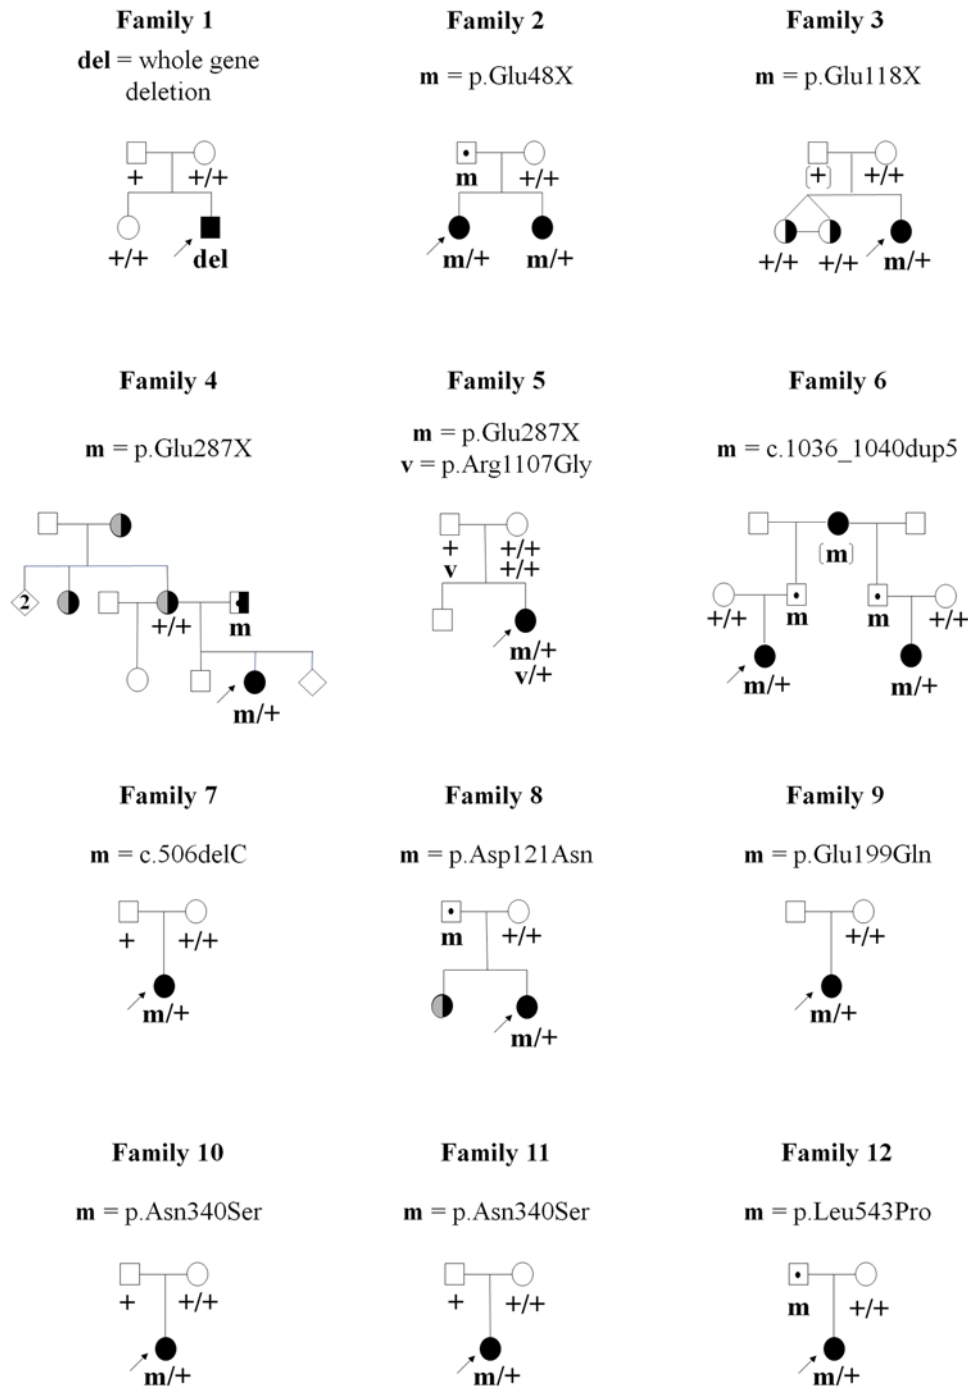 Family 1
del = whole gene
deletion
+ +/+
+/+ del
Family 2
m = p.Glu48X
m +/+
m/+ m/+
Family 3
m = p.Glu118X
[+] +/+
+/+ +/+ m/+
Family 4
m = p.Glu287X
2
+/+ m
m/+
Family 5
m = p.Glu287X
v = p.Arg1107Gly
+ +/+
v +/+
m/+
v/+
Family 6
m = c.1036_1040dup5
[m]
+/+ m m +/+
m/+ m/+
Family 7
m = c.506delC
+ +/+
m/+
Family 8
m = p.Asp121Asn
m +/+
m/+
Family 9
m = p.Glu199Gln
+/+
m/+
Family 10
m = p.Asn340Ser
+ +/+
m/+
Family 11
m = p.Asn340Ser
+ +/+
m/+
Family 12
m = p.Leu543Pro
m +/+
m/+